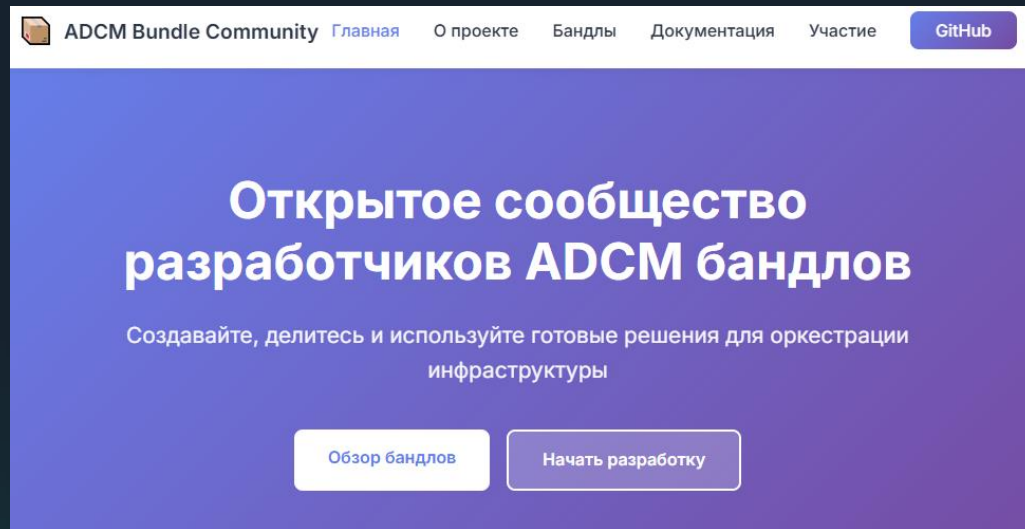 ADCM Bundle Community Главная О проекте Бандлы Документация Участие GitHub
Открытое сообщество
разработчиков ADCM бандлов
Создавайте, делитесь и используйте готовые решения для оркестрации
инфраструктуры
Обзор бандлов Начать разработку